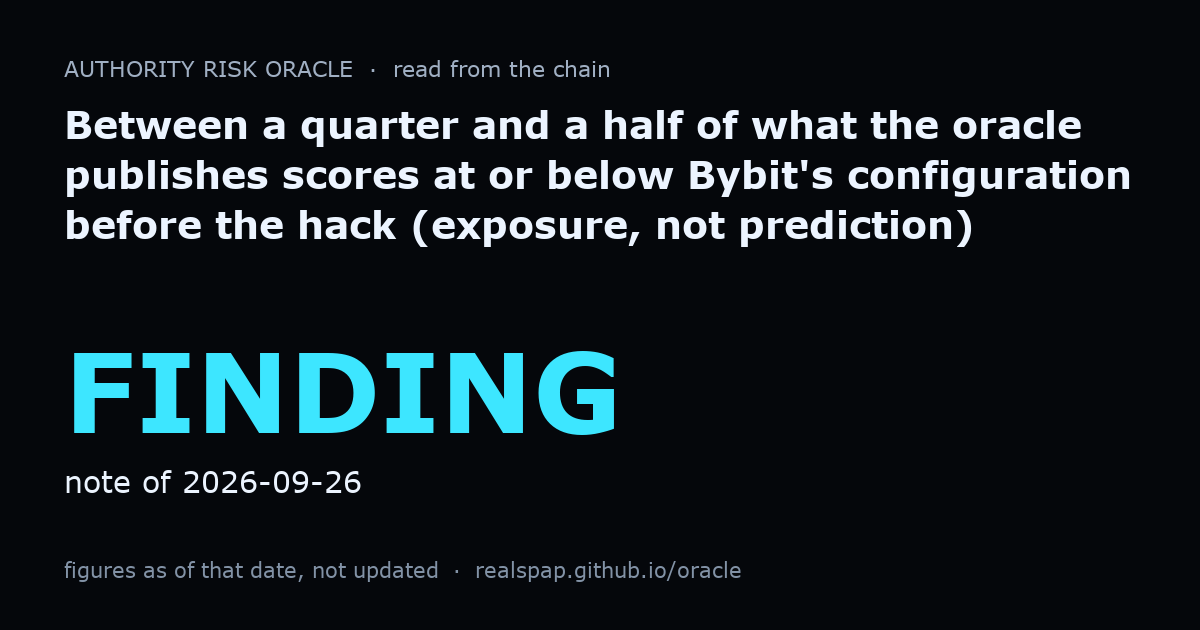 AUTHORITY RISK ORACLE · read from the chain
Between a quarter and a half of what the oracle
publishes scores at or below Bybit's configuration
before the hack (exposure, not prediction)
FINDING
note of 2026-09-26
figures as of that date, not updated · realspap.github.io/oracle